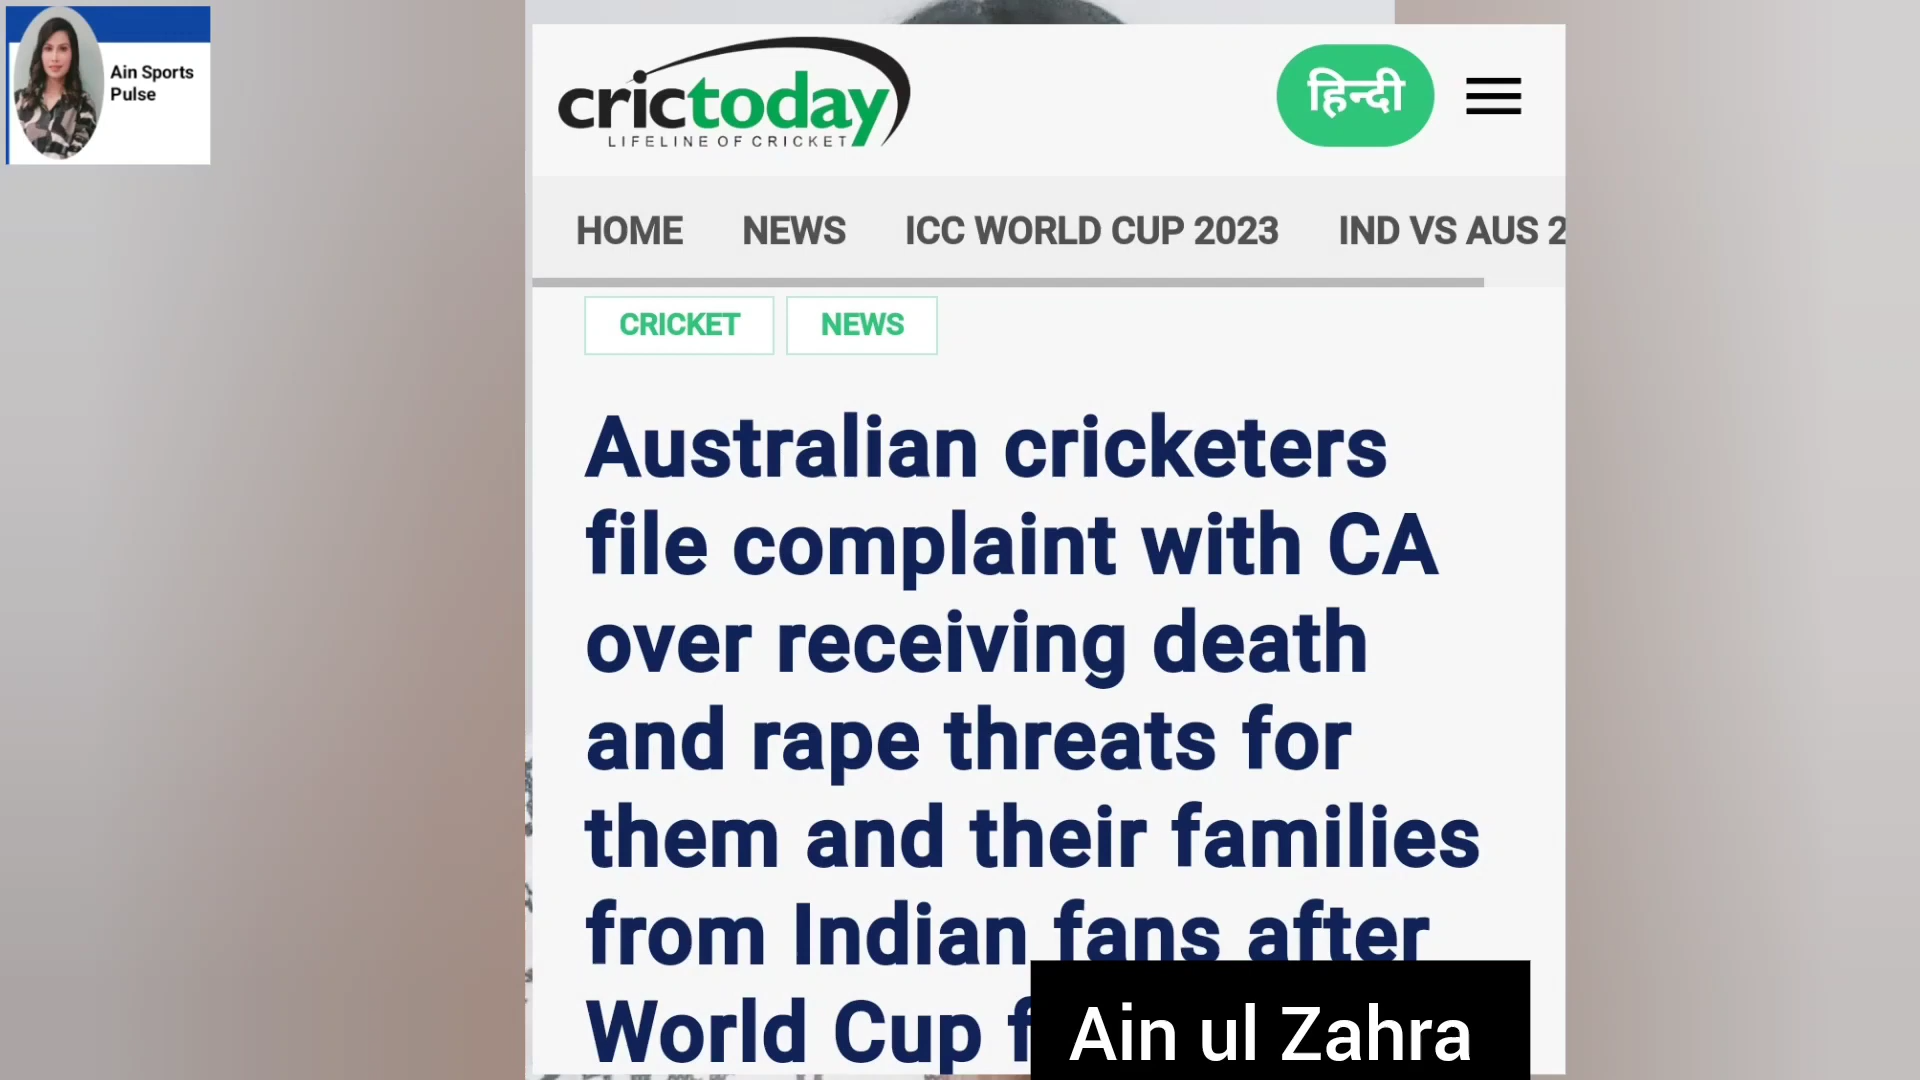 Ain Sports
Pulse
crictoday
LIFELINE OF CRICKET
हिन्दी
HOME NEWS ICC WORLD CUP 2023 IND VS AUS 2
CRICKET NEWS
Australian cricketers
file complaint with CA
over receiving death
and rape threats for
them and their families
from Indian fans after
World Cup f
Ain ul Zahra